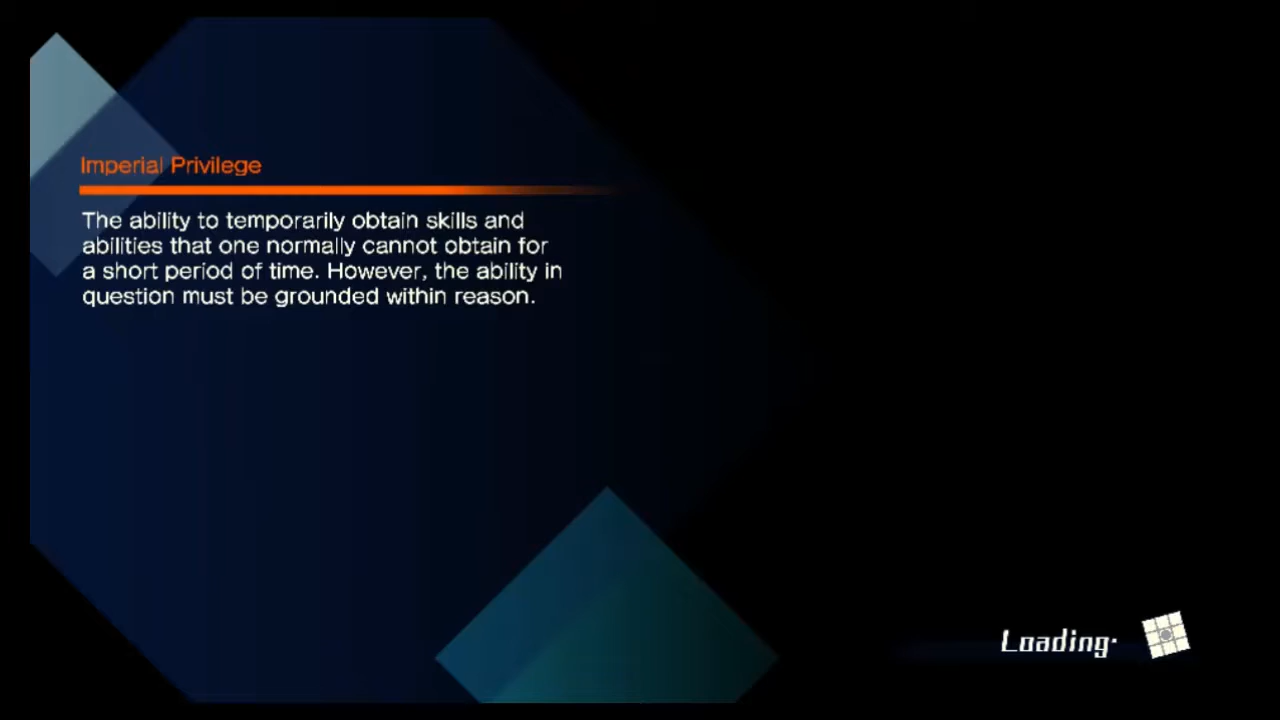 Imperial Privilege
The ability to temporarily obtain skills and
abilities that one normally cannot obtain for
a short period of time. However, the ability in
question must be grounded within reason.
Loading·